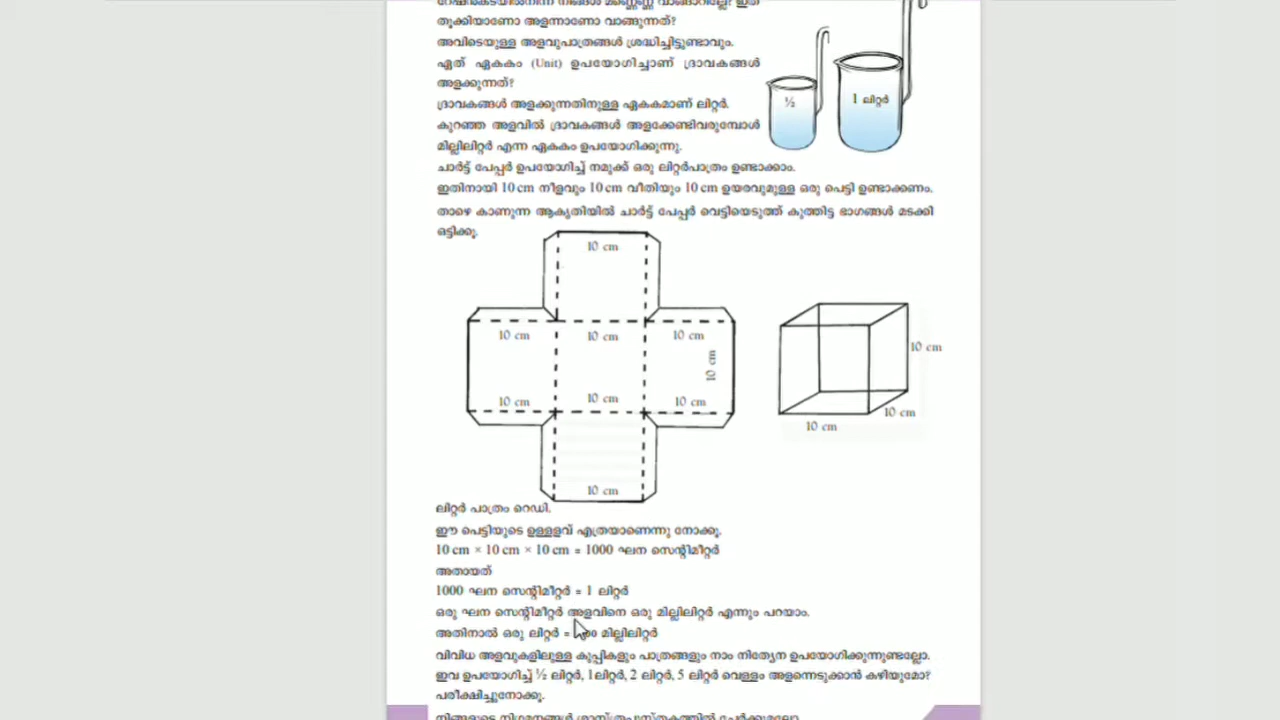 തൂക്കിയാണോ അളന്നാണോ വാങ്ങുന്നത്?
അവിടെയുള്ള അളവുപാത്രങ്ങൾ ശ്രദ്ധിച്ചിട്ടുണ്ടാവും.
ഏത് ഏകകം (Unit) ഉപയോഗിച്ചാണ് ദ്രാവകങ്ങൾ
അളക്കുന്നത്?
ദ്രാവകങ്ങൾ അളക്കുന്നതിനുള്ള ഏകകമാണ് ലിറ്റർ.
കുറഞ്ഞ അളവിൽ ദ്രാവകങ്ങൾ അളക്കേണ്ടിവരുമ്പോൾ
മില്ലിലിറ്റർ എന്ന ഏകകം ഉപയോഗിക്കുന്നു.
½
1 ലിറ്റർ
ചാർട്ട് പേപ്പർ ഉപയോഗിച്ച് നമുക്ക് ഒരു ലിറ്റർപാത്രം ഉണ്ടാക്കാം.
ഇതിനായി 10 cm നീളവും 10 cm വീതിയും 10 cm ഉയരവുമുള്ള ഒരു പെട്ടി ഉണ്ടാക്കണം.
താഴെ കാണുന്ന ആകൃതിയിൽ ചാർട്ട് പേപ്പർ വെട്ടിയെടുത്ത് കുത്തിട്ട ഭാഗങ്ങൾ മടക്കി
ഒട്ടിക്കൂ.
10 cm
10 cm 10 cm 10 cm
10 cm
10 cm 10 cm 10 cm
10 cm
10 cm
10 cm
10 cm
ലിറ്റർ പാത്രം റെഡി.
ഈ പെട്ടിയുടെ ഉള്ളളവ് എത്രയാണെന്നു നോക്കൂ.
10 cm × 10 cm × 10 cm = 1000 ഘന സെന്റിമീറ്റർ
അതായത്
1000 ഘന സെന്റിമീറ്റർ = 1 ലിറ്റർ
ഒരു ഘന സെന്റിമീറ്റർ അളവിനെ ഒരു മില്ലിലിറ്റർ എന്നും പറയാം.
അതിനാൽ ഒരു ലിറ്റർ = മില്ലിലിറ്റർ
വിവിധ അളവുകളിലുള്ള കുപ്പികളും പാത്രങ്ങളും നാം നിത്യേന ഉപയോഗിക്കുന്നുണ്ടല്ലോ.
ഇവ ഉപയോഗിച്ച് ½ ലിറ്റർ, 1ലിറ്റർ, 2 ലിറ്റർ, 5 ലിറ്റർ വെള്ളം അളന്നെടുക്കാൻ കഴിയുമോ?
പരീക്ഷിച്ചുനോക്കൂ.